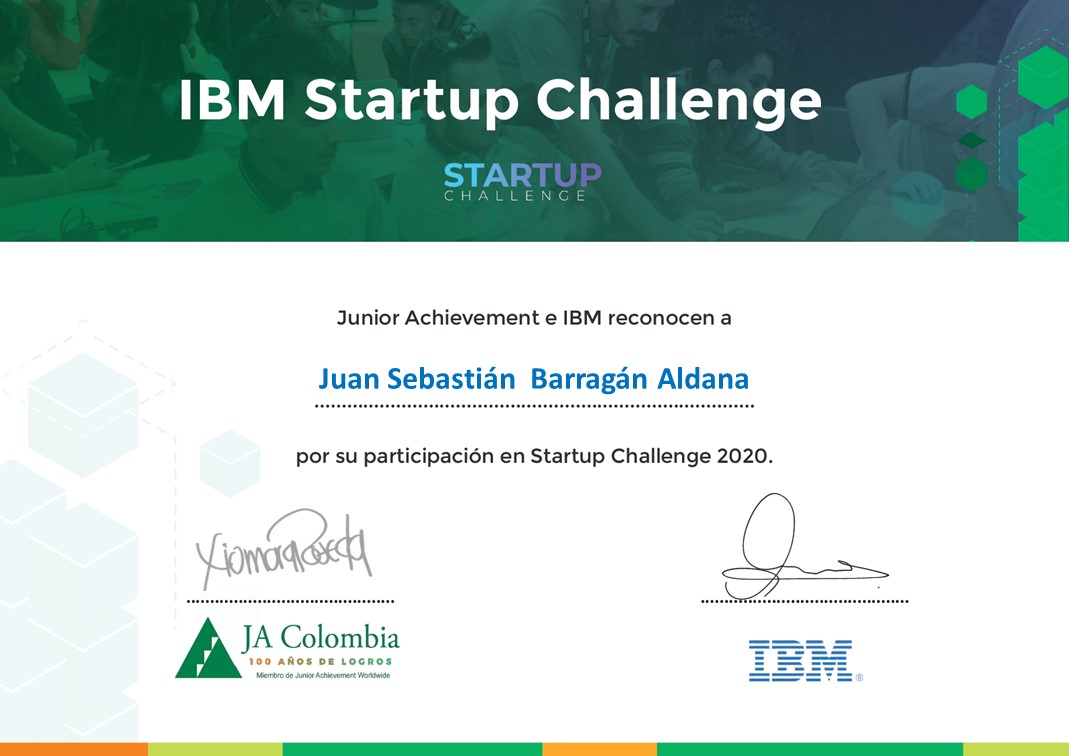 IBM Startup Challenge
STARTUP
CHALLENGE
Junior Achievement e IBM reconocen a
Juan Sebastián Barragán Aldana
por su participación en Startup Challenge 2020.
JA Colombia
100 AÑOS DE LOGROS
Miembro de Junior Achievement Worldwide
IBM®